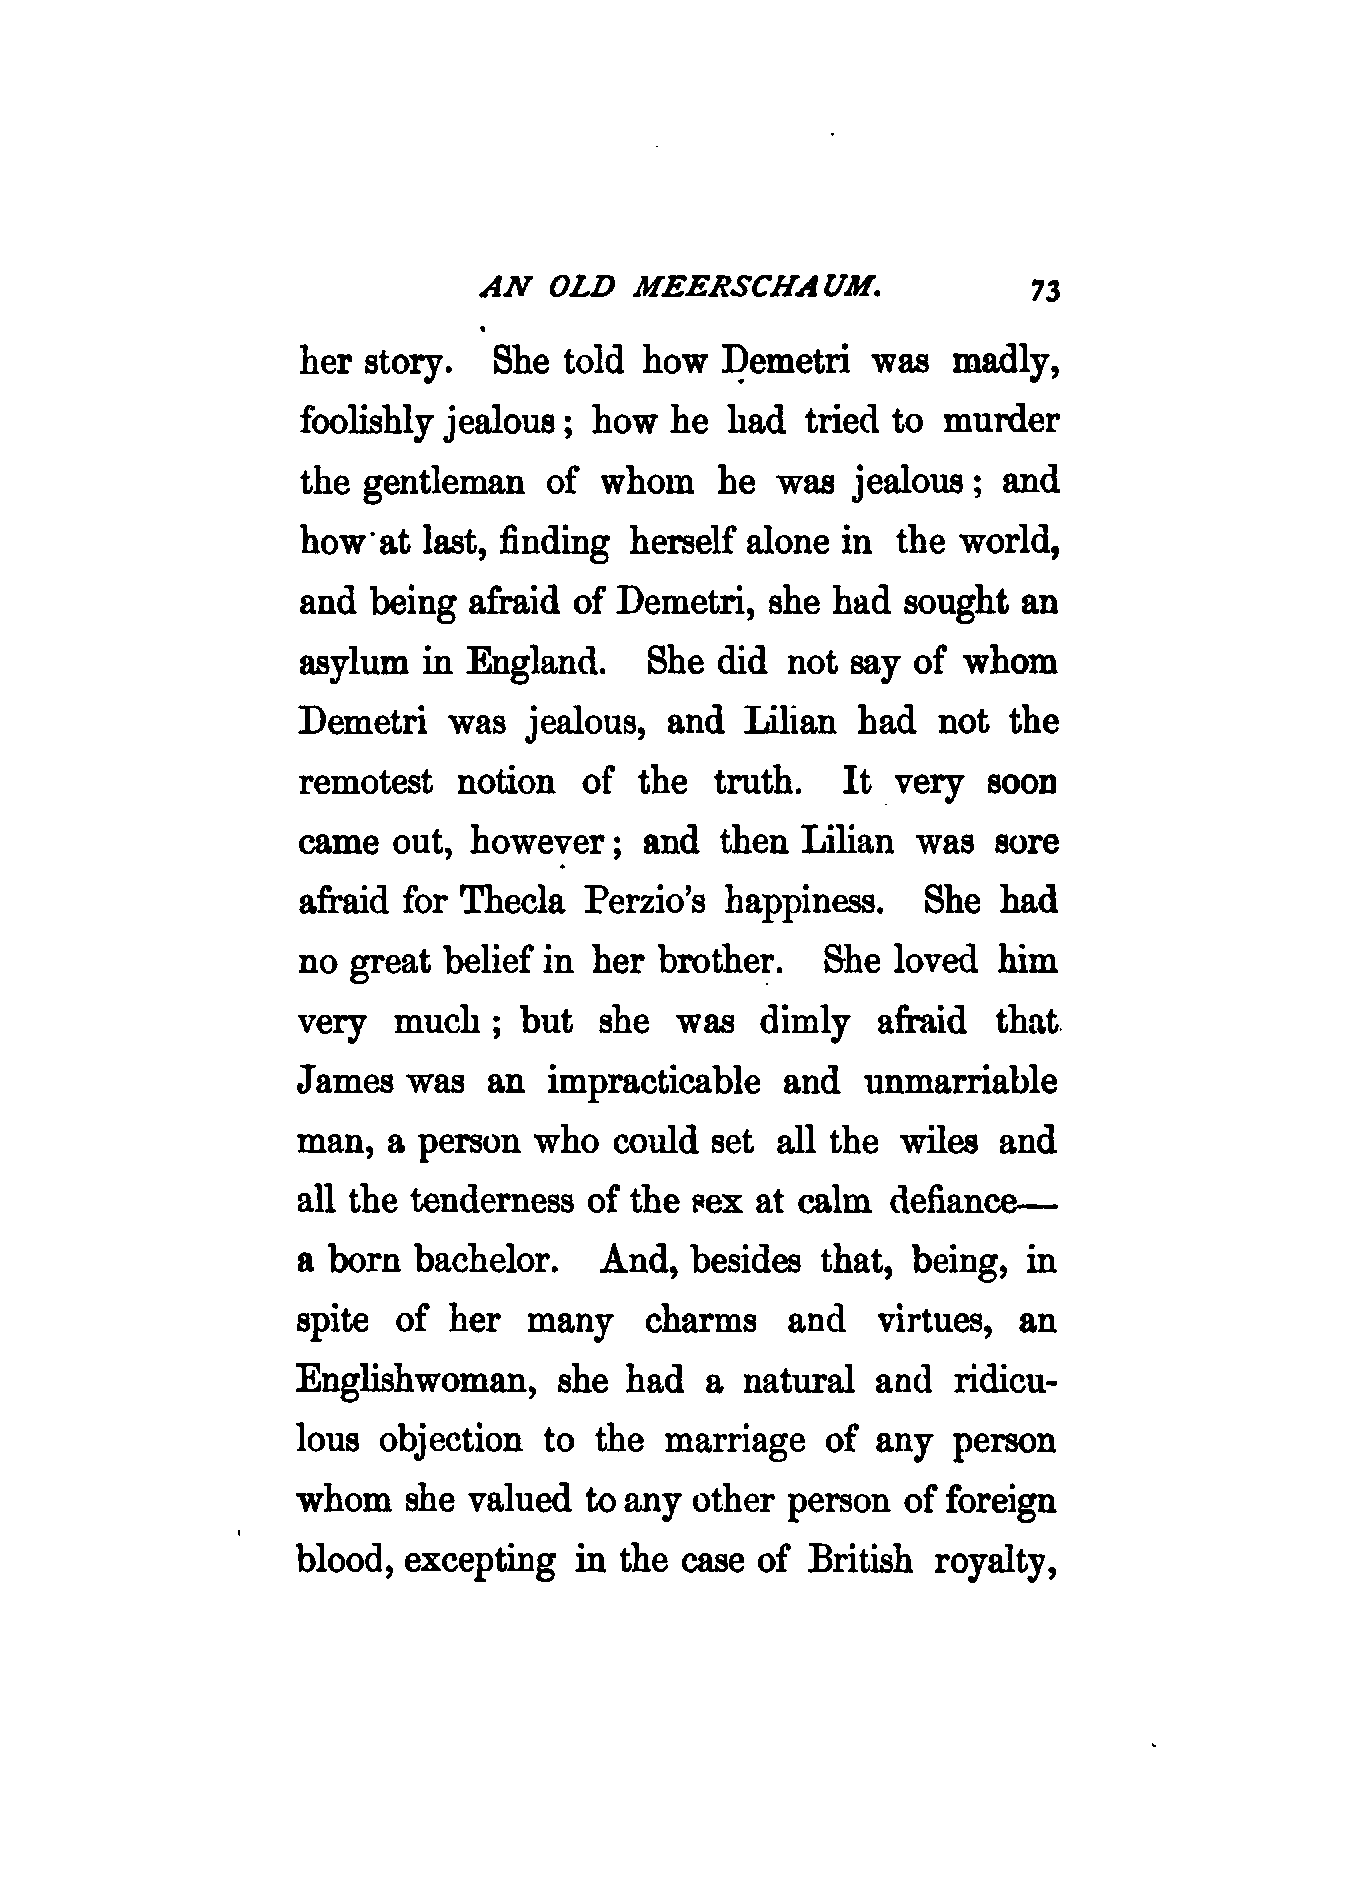 AN OLD MEERSCHAUM. 73
her story. She told how Demetri was madly,
foolishly jealous; how he had tried to murder
the gentleman of whom he was jealous; and
how at last, finding herself alone in the world,
and being afraid of Demetri, she had sought an
asylum in England. She did not say of whom
Demetri was jealous, and Lilian had not the
remotest notion of the truth. It very soon
came out, however; and then Lilian was sore
afraid for Thecla Perzio's happiness. She had
no great belief in her brother. She loved him
very much; but she was dimly afraid that
James was an impracticable and unmarriable
man, a person who could set all the wiles and
all the tenderness of the sex at calm defiance—
a born bachelor. And, besides that, being, in
spite of her many charms and virtues, an
Englishwoman, she had a natural and ridicu-
lous objection to the marriage of any person
whom she valued to any other person of foreign
blood, excepting in the case of British royalty,